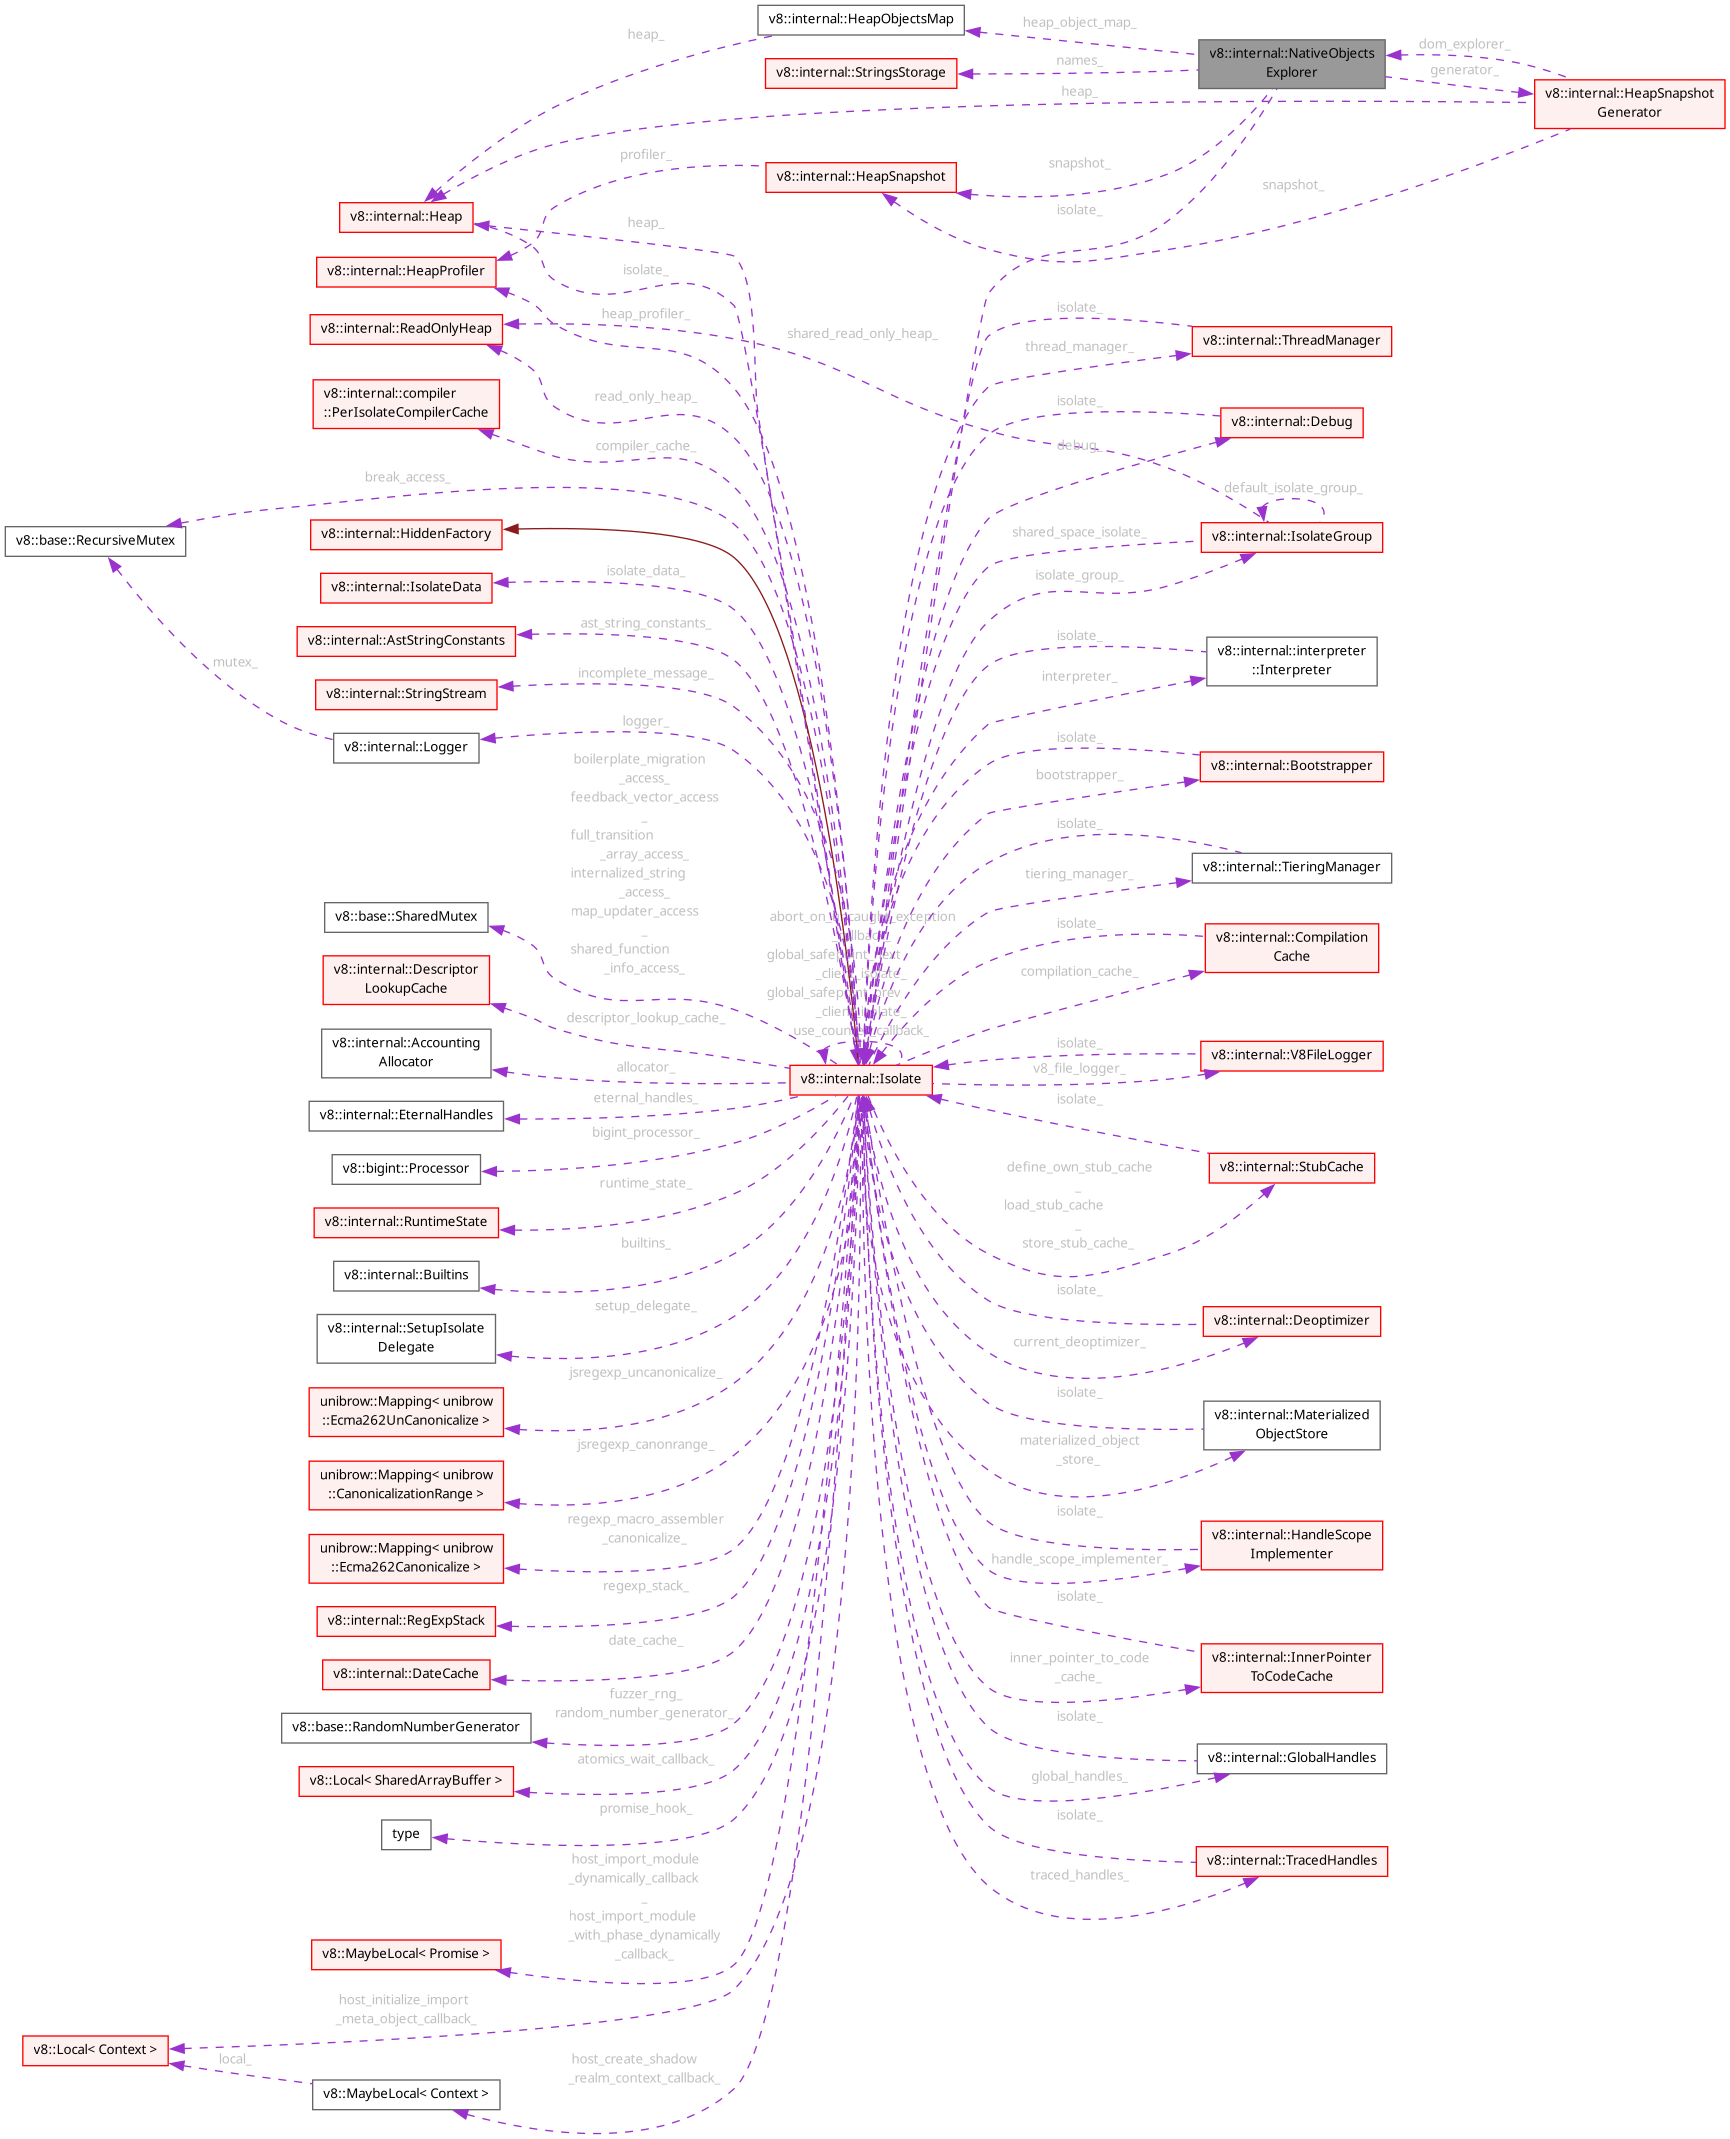 v8::internal::HeapObjectsMap
heap_object_map_
heap_
dom_explorer_
v8::internal::NativeObjects
Explorer
names_
v8::internal::StringsStorage
generator_
heap_
v8::internal::HeapSnapshot
Generator
profiler_
snapshot_
v8::internal::HeapSnapshot
snapshot_
isolate_
v8::internal::Heap
heap_
v8::internal::HeapProfiler
isolate_
isolate_
heap_profiler_
v8::internal::ReadOnlyHeap
shared_read_only_heap_
v8::internal::ThreadManager
thread_manager_
v8::internal::compiler
::PerIsolateCompilerCache
read_only_heap_
isolate_
v8::internal::Debug
compiler_cache_
debug_
break_access_
default_isolate_group_
v8::base::RecursiveMutex
v8::internal::HiddenFactory
shared_space_isolate_
v8::internal::IsolateGroup
isolate_data_
isolate_group_
v8::internal::IsolateData
ast_string_constants_
v8::internal::AstStringConstants
isolate_
v8::internal::interpreter
::Interpreter
mutex_
incomplete_message_
interpreter_
v8::internal::StringStream
logger_
v8::internal::Logger
isolate_
v8::internal::Bootstrapper
bootstrapper_
boilerplate_migration
_access_
feedback_vector_access
_
full_transition
_array_access_
internalized_string
_access_
map_updater_access
_
shared_function
_info_access_
isolate_
v8::internal::TieringManager
tiering_manager_
v8::base::SharedMutex
isolate_
v8::internal::Compilation
Cache
compilation_cache_
v8::internal::Descriptor
LookupCache
descriptor_lookup_cache_
abort_on_uncaught_exception
_callback_
global_safepoint_next
_client_isolate_
global_safepoint_prev
_client_isolate_
use_counter_callback_
v8::internal::Accounting
Allocator
allocator_
v8::internal::Isolate
isolate_
v8::internal::V8FileLogger
v8_file_logger_
isolate_
eternal_handles_
v8::internal::EternalHandles
bigint_processor_
v8::bigint::Processor
v8::internal::StubCache
define_own_stub_cache
_
load_stub_cache
_
store_stub_cache_
runtime_state_
v8::internal::RuntimeState
builtins_
v8::internal::Builtins
isolate_
v8::internal::Deoptimizer
current_deoptimizer_
setup_delegate_
v8::internal::SetupIsolate
Delegate
jsregexp_uncanonicalize_
unibrow::Mapping< unibrow
::Ecma262UnCanonicalize >
isolate_
v8::internal::Materialized
ObjectStore
materialized_object
_store_
jsregexp_canonrange_
unibrow::Mapping< unibrow
::CanonicalizationRange >
isolate_
v8::internal::HandleScope
Implementer
handle_scope_implementer_
regexp_macro_assembler
_canonicalize_
unibrow::Mapping< unibrow
::Ecma262Canonicalize >
regexp_stack_
v8::internal::RegExpStack
isolate_
v8::internal::InnerPointer
ToCodeCache
inner_pointer_to_code
_cache_
date_cache_
v8::internal::DateCache
fuzzer_rng_
random_number_generator_
v8::base::RandomNumberGenerator
isolate_
v8::internal::GlobalHandles
global_handles_
atomics_wait_callback_
v8::Local< SharedArrayBuffer >
promise_hook_
type
isolate_
v8::internal::TracedHandles
traced_handles_
host_import_module
_dynamically_callback
_
host_import_module
_with_phase_dynamically
_callback_
v8::MaybeLocal< Promise >
host_initialize_import
_meta_object_callback_
v8::Local< Context >
local_
v8::MaybeLocal< Context >
host_create_shadow
_realm_context_callback_